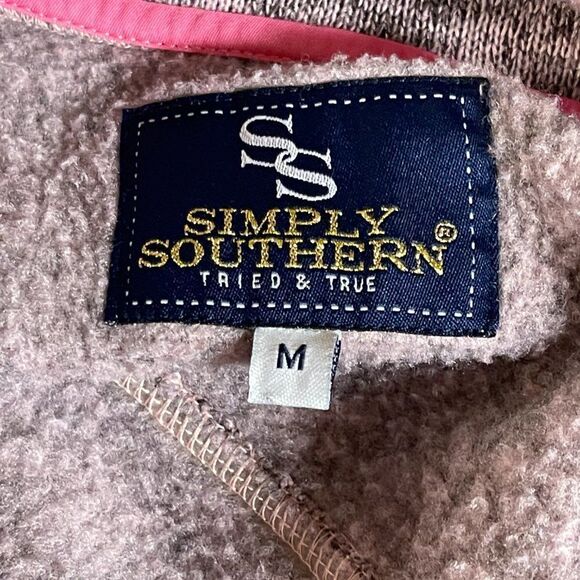 SS
SIMPLY
SOUTHERN®
TRIED & TRUE
M